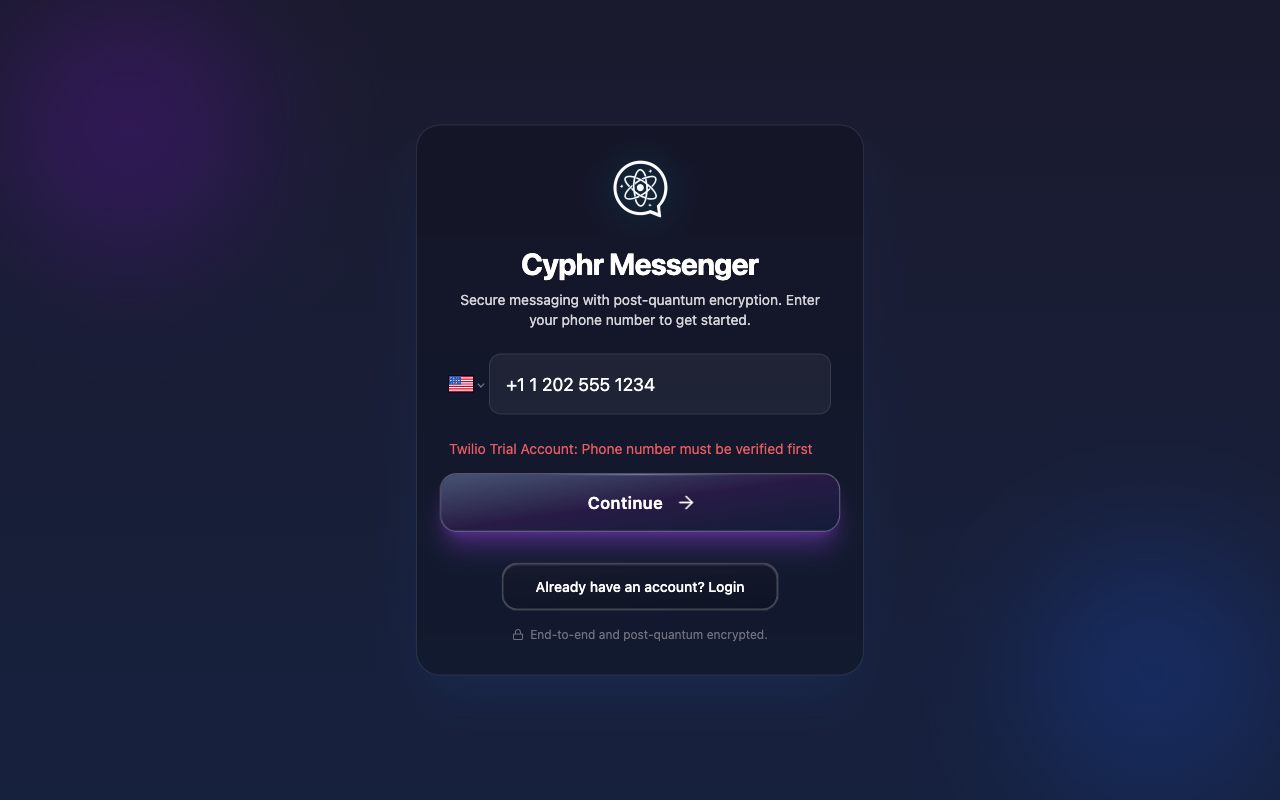 Cyphr Messenger
Secure messaging with post-quantum encryption. Enter
your phone number to get started.
+1 1 202 555 1234
Twilio Trial Account: Phone number must be verified first
Continue
Already have an account? Login
End-to-end and post-quantum encrypted.